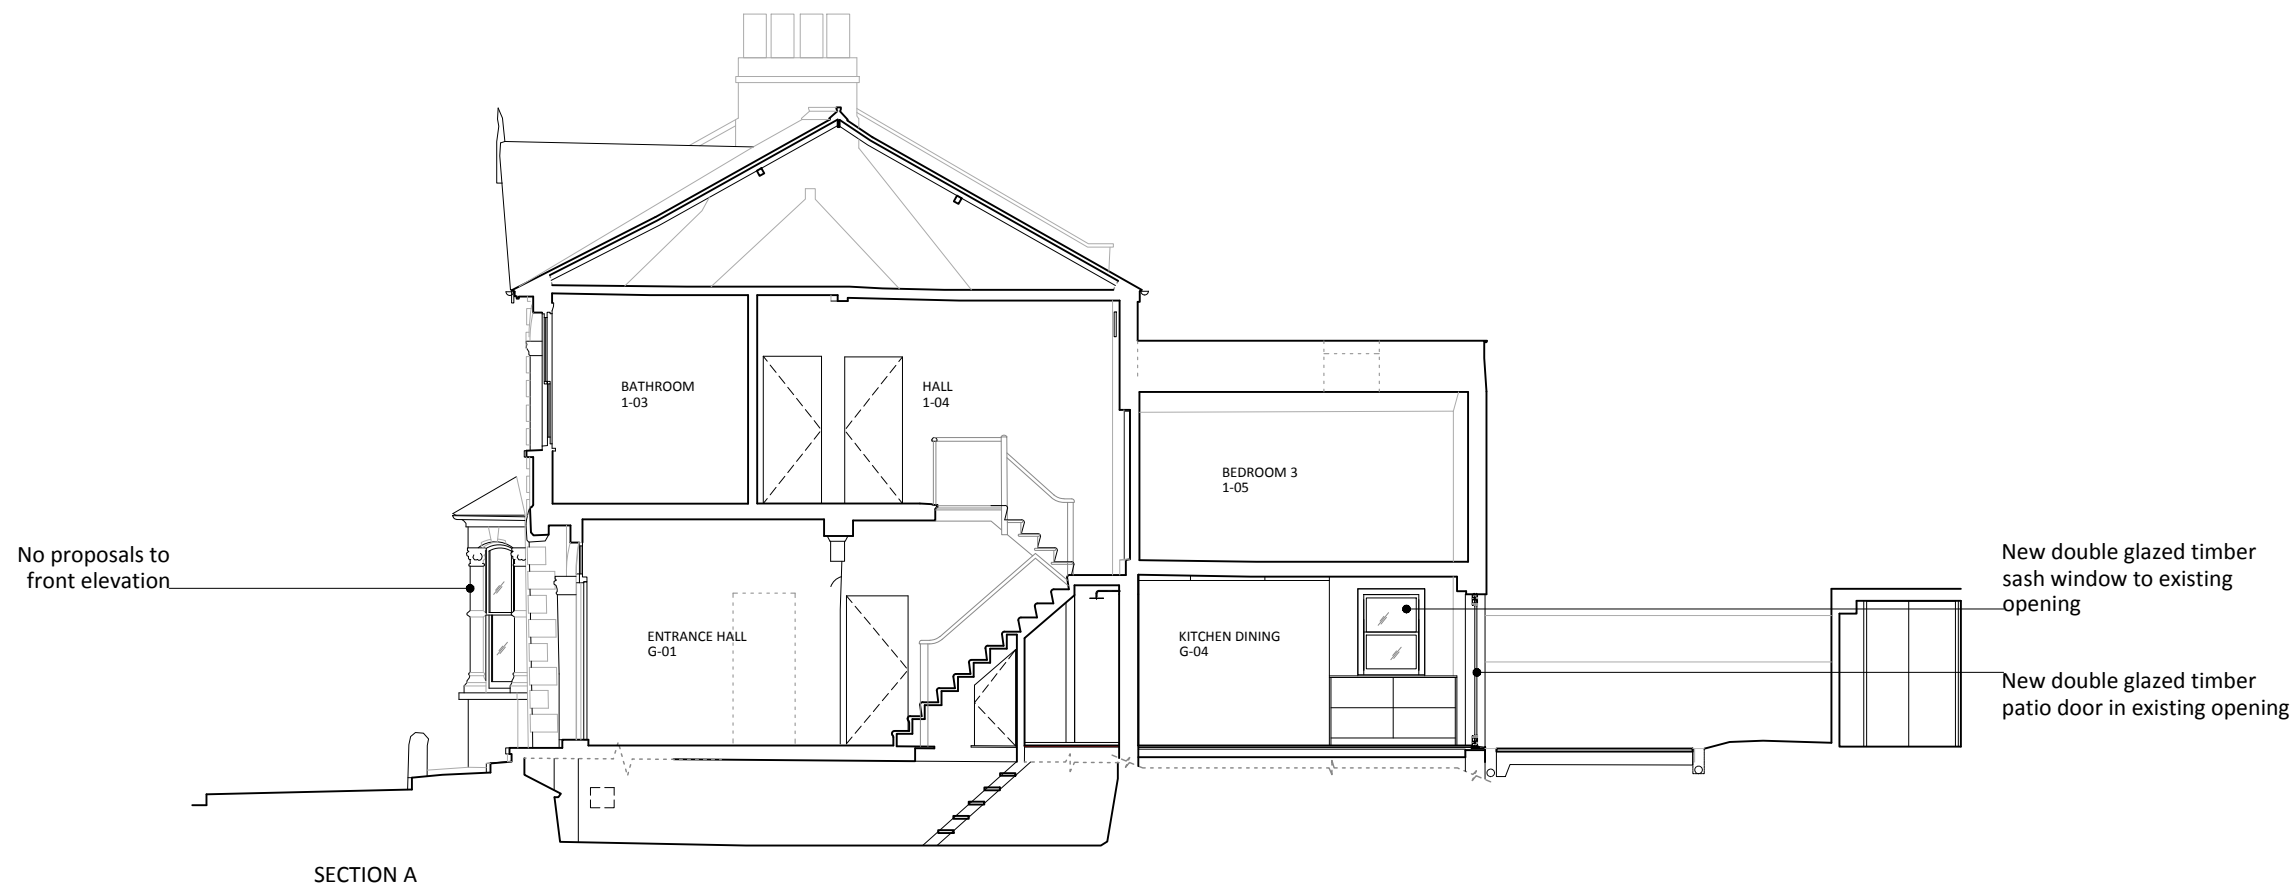 BATHROOM
1-03
HALL
1-04
BEDROOM 3
1-05
No proposals to
front elevation
New double glazed timber
sash window to existing
opening
ENTRANCE HALL
G-01
KITCHEN DINING
G-04
New double glazed timber
patio door in existing opening
SECTION A